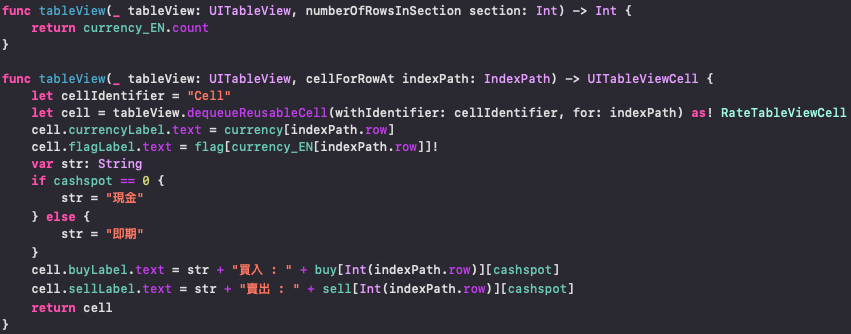 func tableView(_ tableView: UITableView, numberOfRowsInSection section: Int) -> Int {
    return currency_EN.count
}

func tableView(_ tableView: UITableView, cellForRowAt indexPath: IndexPath) -> UITableViewCell {
    let cellIdentifier = "Cell"
    let cell = tableView.dequeueReusableCell(withIdentifier: cellIdentifier, for: indexPath) as! RateTableViewCell
    cell.currencyLabel.text = currency[indexPath.row]
    cell.flagLabel.text = flag[currency_EN[indexPath.row]]!
    var str: String
    if cashspot == 0 {
        str = "現金"
    } else {
        str = "即期"
    }
    cell.buyLabel.text = str + "買入 : " + buy[Int(indexPath.row)][cashspot]
    cell.sellLabel.text = str + "賣出 : " + sell[Int(indexPath.row)][cashspot]
    return cell
}